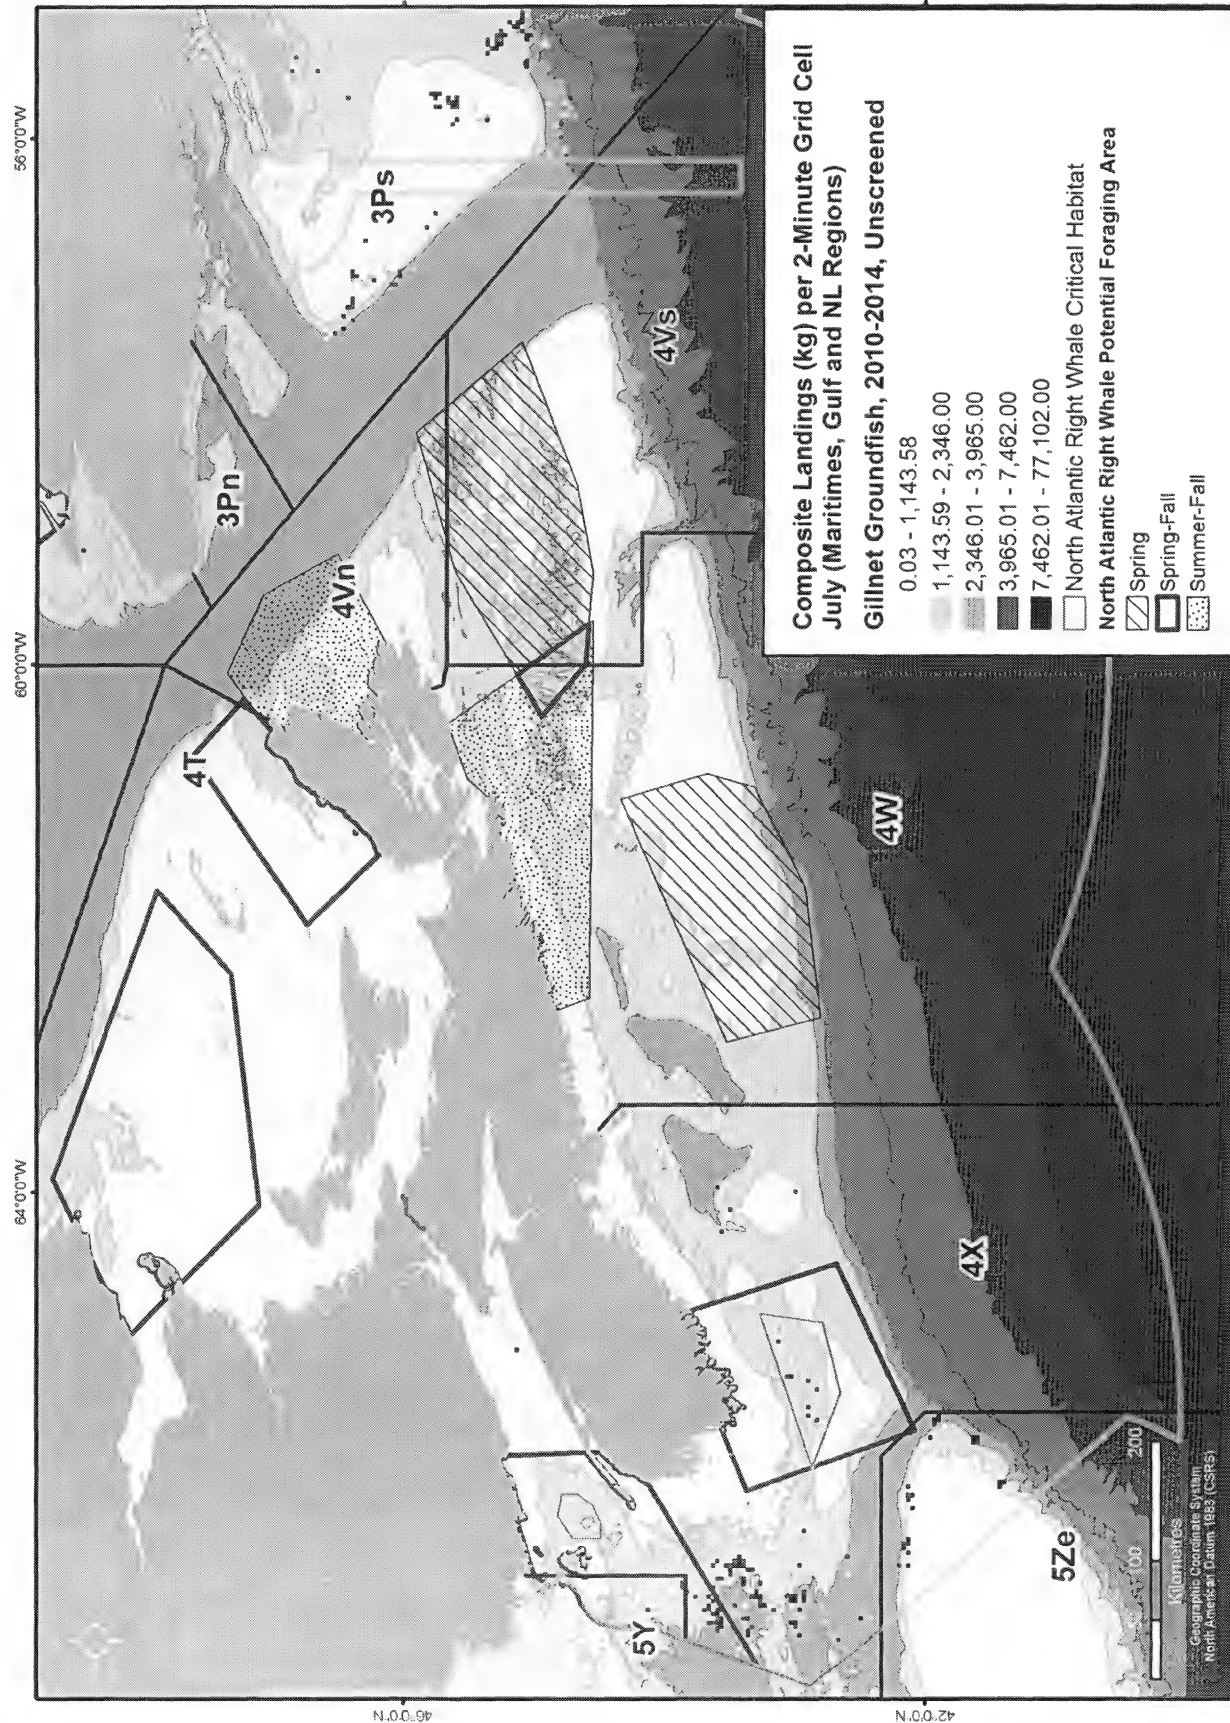 56°0'0"W
60°0'0"W
64°0'0"W
46°0'0"N
42°0'0"N
3Ps
3Pn
4Vn
4Vs
4T
4W
4X
5Y
5Ze
Composite Landings (kg) per 2-Minute Grid Cell
July (Maritimes, Gulf and NL Regions)
Gillnet Groundfish, 2010-2014, Unscreened
0.03 - 1,143.58
1,143.59 - 2,346.00
2,346.01 - 3,965.00
3,965.01 - 7,462.00
7,462.01 - 77,102.00
North Atlantic Right Whale Critical Habitat
North Atlantic Right Whale Potential Foraging Area
Spring
Spring-Fall
Summer-Fall
100 200
Kilometres
Geographic Coordinate System
North American Datum 1983 (CSRS)